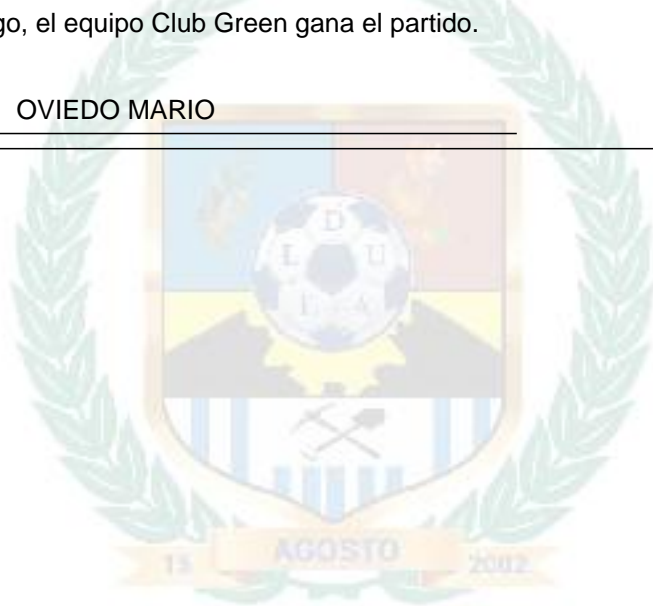 go, el equipo Club Green gana el partido.
OVIEDO MARIO
D
L U
E A
15 AGOSTO 2002